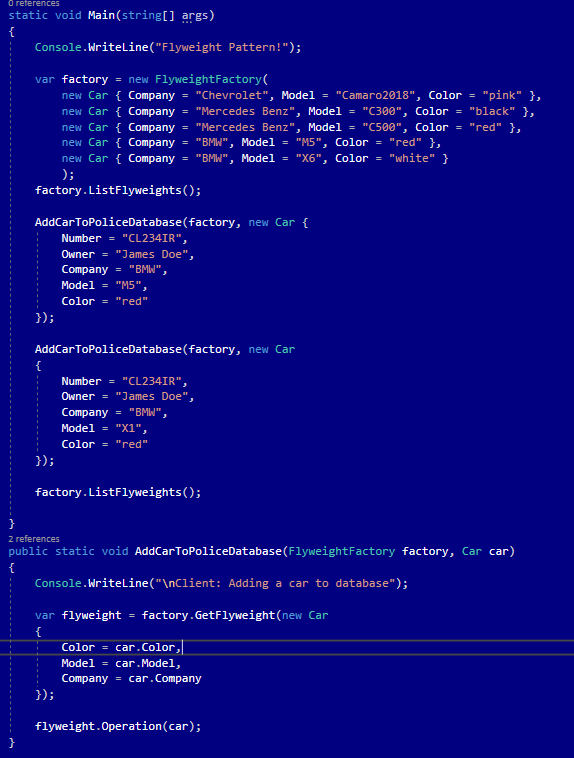 0 references
static void Main(string[] args)
{
Console.WriteLine("Flyweight Pattern!");
var factory = new FlyweightFactory(
new Car { Company = "Chevrolet", Model = "Camaro2018", Color = "pink" },
new Car { Company = "Mercedes Benz", Model = "C300", Color = "black" },
new Car { Company = "Mercedes Benz", Model = "C500", Color = "red" },
new Car { Company = "BMW", Model = "M5", Color = "red" },
new Car { Company = "BMW", Model = "X6", Color = "white" }
);
factory.ListFlyweights();
AddCarToPoliceDatabase(factory, new Car {
Number = "CL234IR",
Owner = "James Doe",
Company = "BMW",
Model = "M5",
Color = "red"
});
AddCarToPoliceDatabase(factory, new Car
{
Number = "CL234IR",
Owner = "James Doe",
Company = "BMW",
Model = "X1",
Color = "red"
});
factory.ListFlyweights();
}
2 references
public static void AddCarToPoliceDatabase(FlyweightFactory factory, Car car)
{
Console.WriteLine("\nClient: Adding a car to database");
var flyweight = factory.GetFlyweight(new Car
{
Color = car.Color,
Model = car.Model,
Company = car.Company
});
flyweight.Operation(car);
}